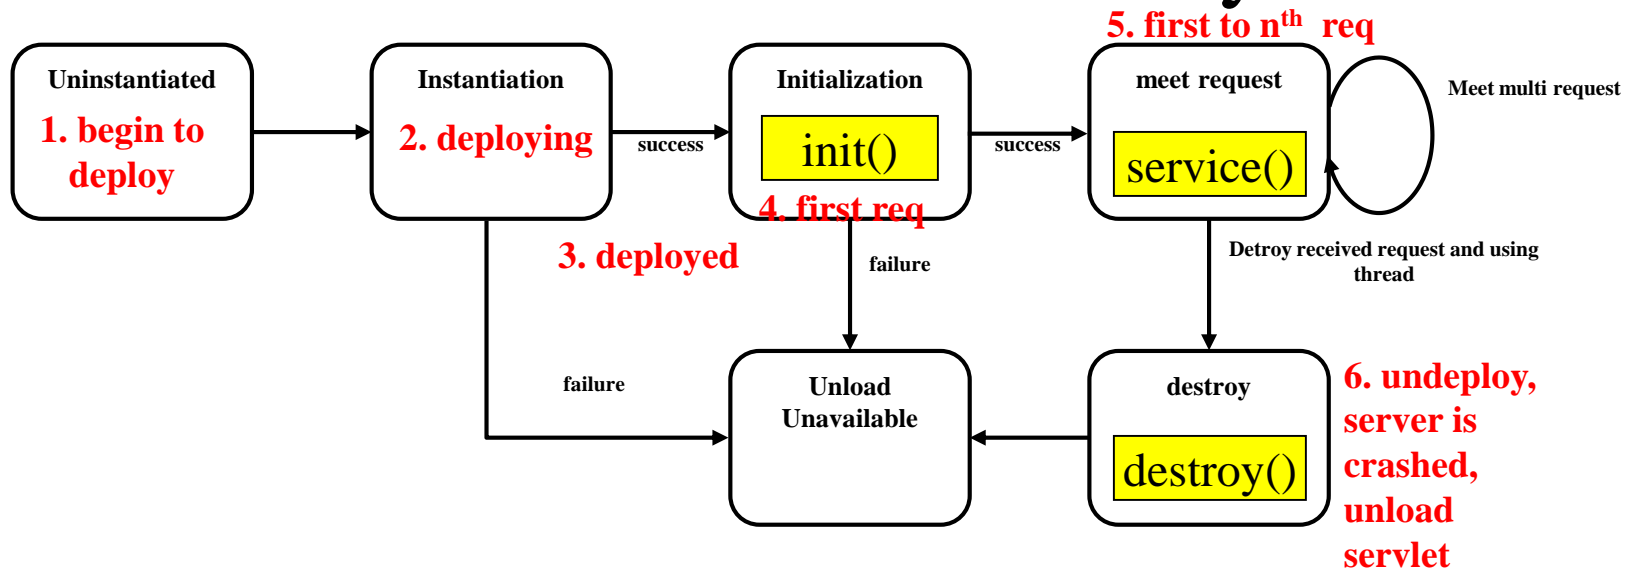 5. first to nth req
Uninstantiated
1. begin to
deploy
Instantiation
2. deploying
success
Initialization
init()
4. first req
success
meet request
service()
Meet multi request
3. deployed
failure
Detroy received request and using
thread
failure
Unload
Unavailable
destroy
destroy()
6. undeploy,
server is
crashed,
unload
servlet